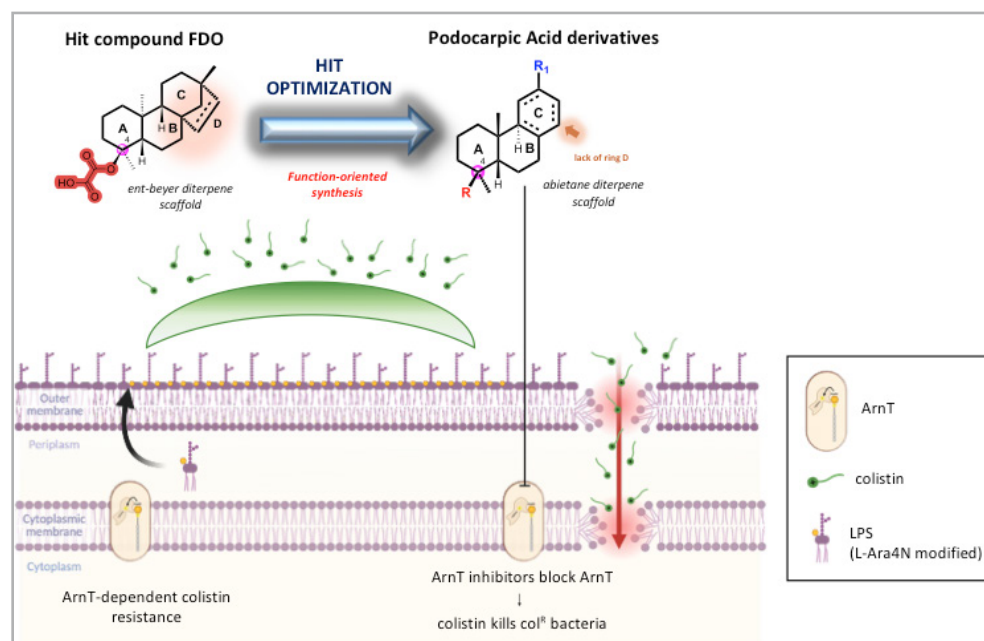 Hit compound FDO
HIT
OPTIMIZATION
Function-oriented
synthesis
Podocarpic Acid derivatives
A
B
C
D
H
H
4
O
O
HO
O
ent-beyer diterpene
scaffold
R1
C
A
B
H
H
4
R
lack of ring D
abietane diterpene
scaffold
Outer
membrane
Periplasm
Cytoplasmic
membrane
Cytoplasm
ArnT-dependent colistin
resistance
ArnT inhibitors block ArnT
↓
colistin kills colR bacteria
ArnT
colistin
LPS
(L-Ara4N modified)